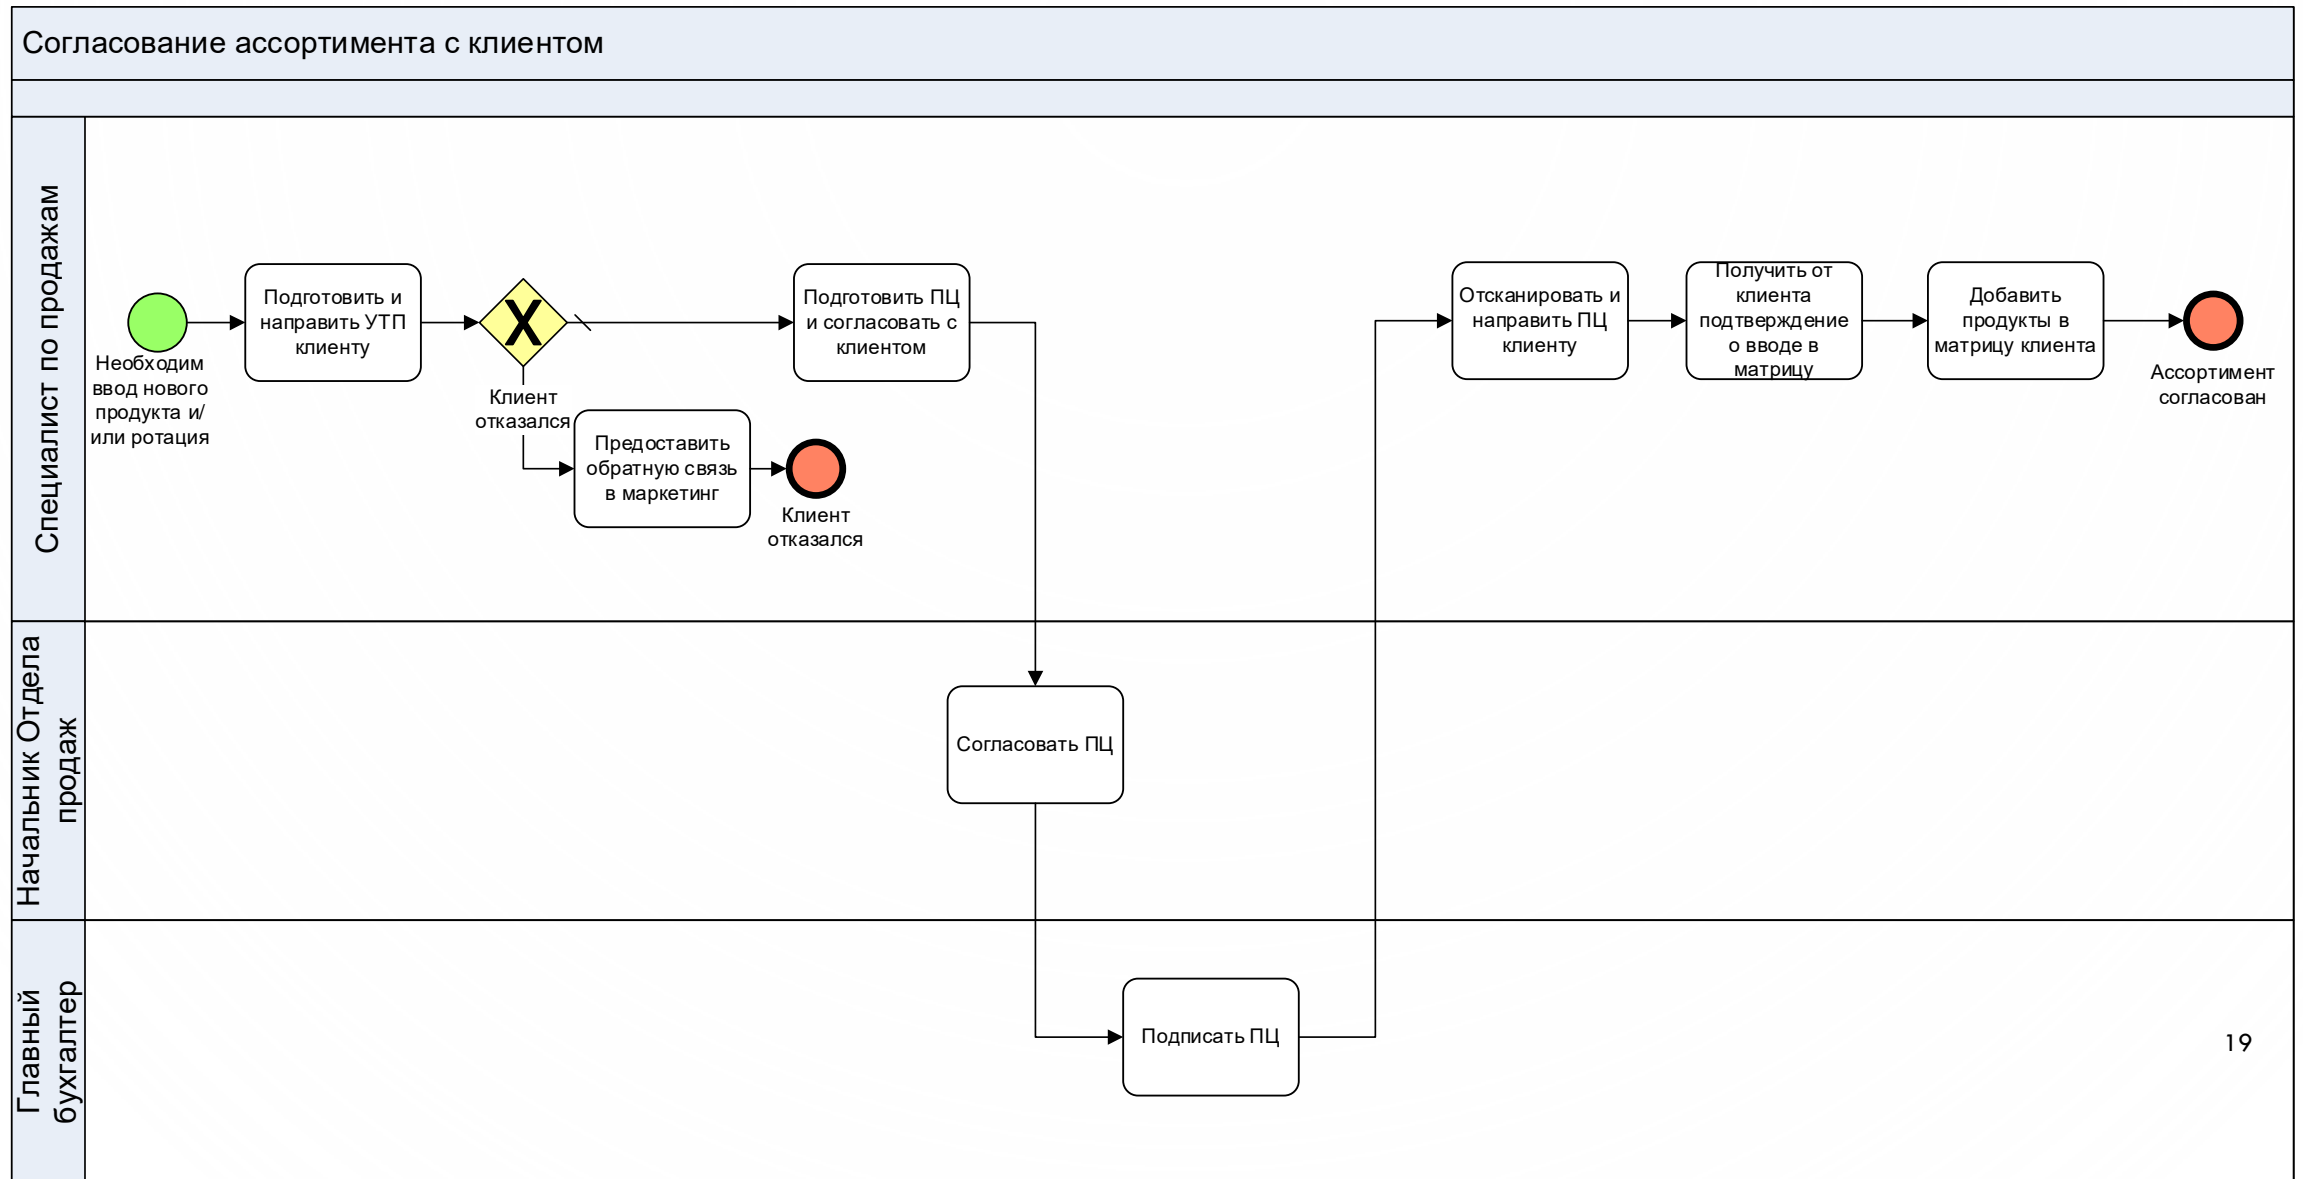 Согласование ассортимента с клиентом
Специалист по продажам
Необходим
ввод нового
продукта и/
или ротация
Подготовить и
направить УТП
клиенту
X
Клиент
отказался
Предоставить
обратную связь
в маркетинг
Клиент
отказался
Подготовить ПЦ
и согласовать с
клиентом
Отсканировать и
направить ПЦ
клиенту
Получить от
клиента
подтверждение
о вводе в
матрицу
Добавить
продукты в
матрицу клиента
Ассортимент
согласован
Начальник Отдела
продаж
Согласовать ПЦ
Главный
бухгалтер
Подписать ПЦ
19